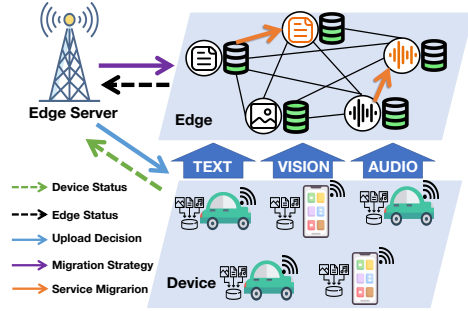 Edge Server
Edge
TEXT
VISION
AUDIO
Device Status
Edge Status
Upload Decision
Migration Strategy
Service Migrarion
Device